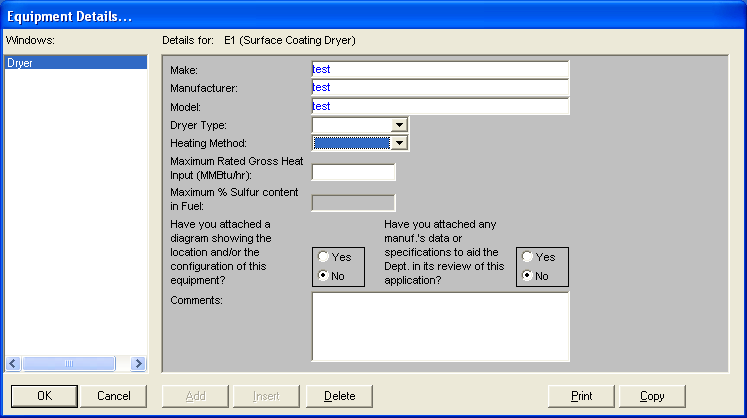 Equipment Details...
Windows:
Details for: E1 (Surface Coating Dryer)
Dryer
Make: test
Manufacturer: test
Model: test
Dryer Type:
Heating Method:
Maximum Rated Gross Heat
Input (MMBtu/hr):
Maximum % Sulfur content
in Fuel:
Have you attached a
diagram showing the
location and/or the
configuration of this
equipment?
Yes
No
Have you attached any
manuf.'s data or
specifications to aid the
Dept. in its review of this
application?
Yes
No
Comments:
OK Cancel Add Insert Delete Print Copy